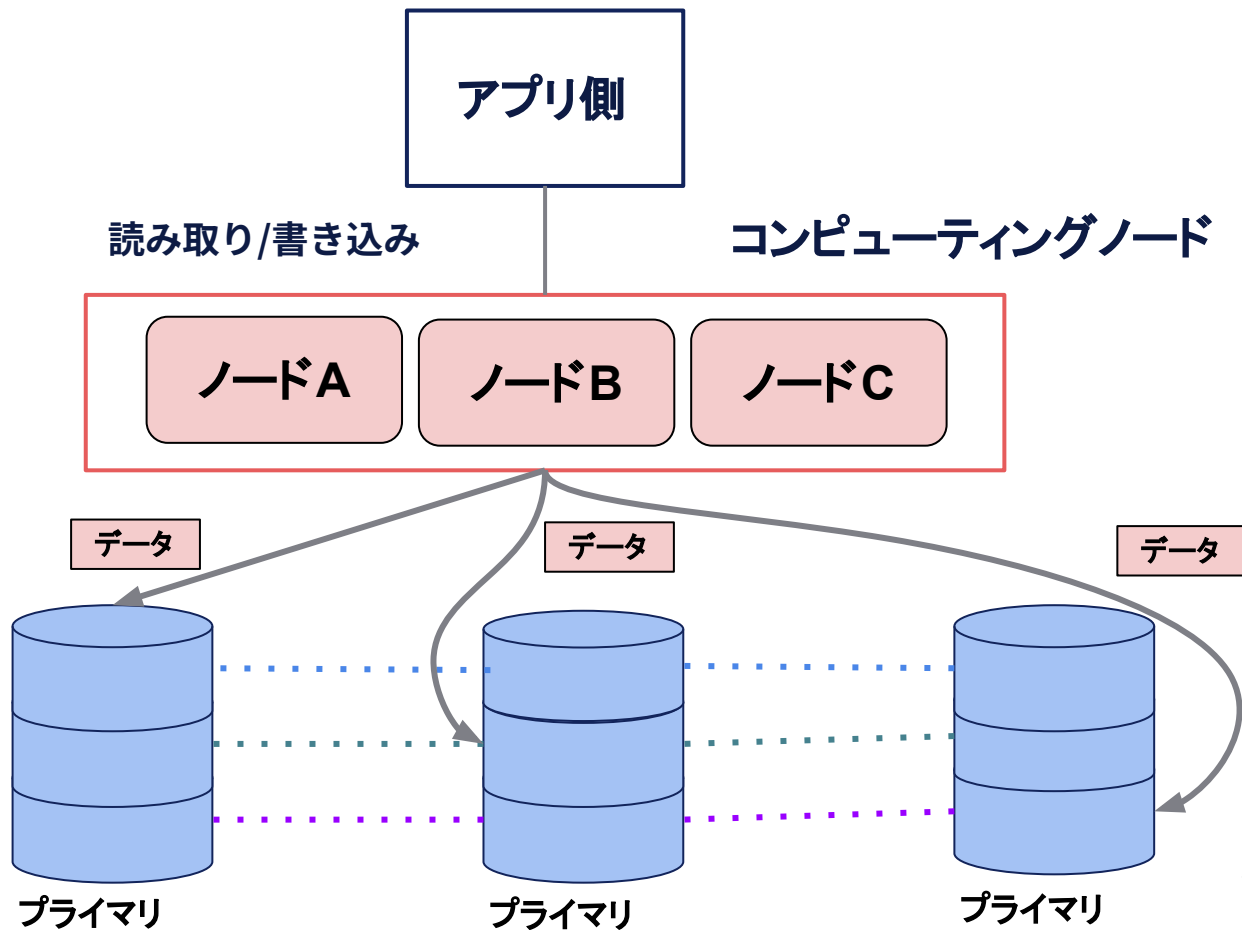 アプリ側
読み取り/書き込み
コンピューティングノード
ノードA
ノードB
ノードC
データ
データ
データ
プライマリ
プライマリ
プライマリ